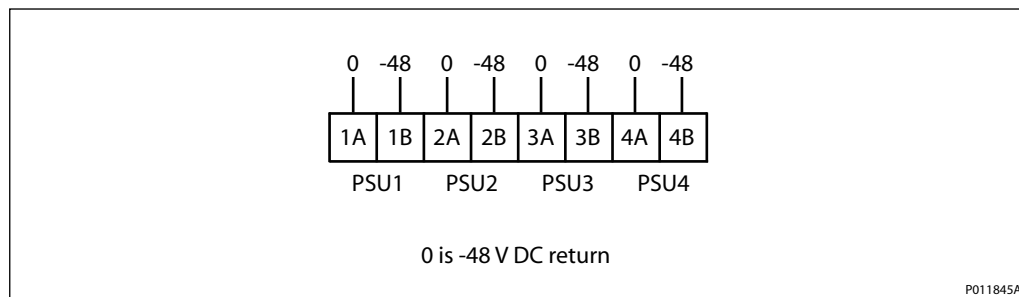 0 -48 0 -48 0 -48 0 -48
1A 1B 2A 2B 3A 3B 4A 4B
PSU1 PSU2 PSU3 PSU4
0 is -48 V DC return
P011845A